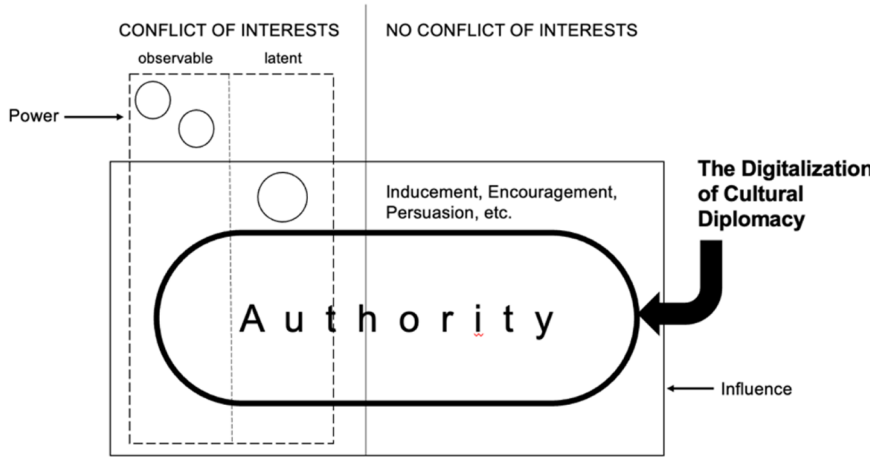 CONFLICT OF INTERESTS
NO CONFLICT OF INTERESTS
observable
latent
Power
The Digitalization
of Cultural
Diplomacy
Inducement, Encouragement,
Persuasion, etc.
Authority
Influence